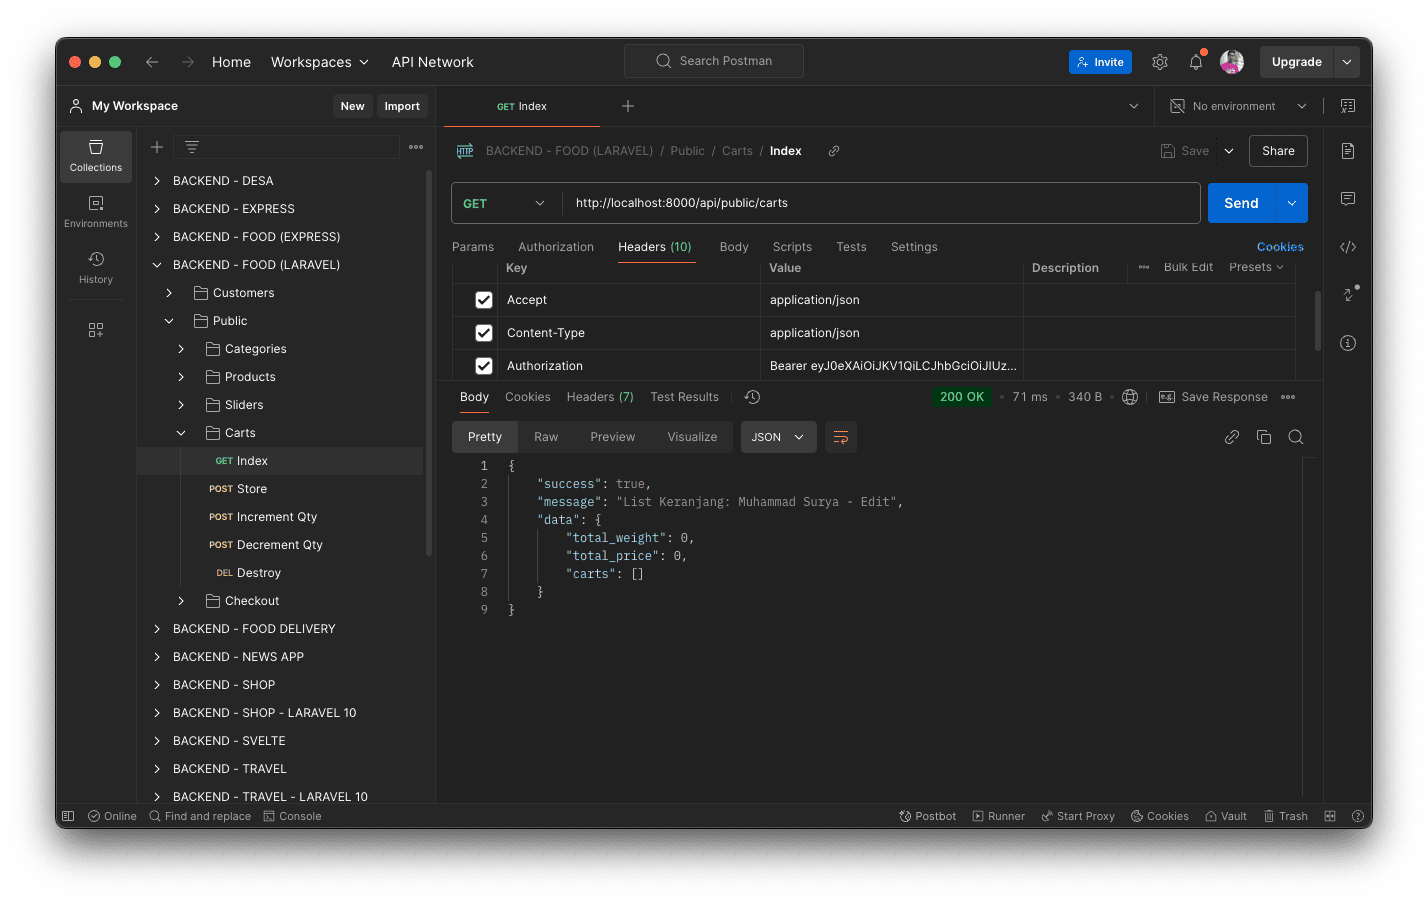 Home Workspaces API Network Search Postman Invite Upgrade
My Workspace New Import GET Index No environment
Collections
Environments
History
BACKEND - DESA
BACKEND - EXPRESS
BACKEND - FOOD (EXPRESS)
BACKEND - FOOD (LARAVEL)
Customers
Public
Categories
Products
Sliders
Carts
GET Index
POST Store
POST Increment Qty
POST Decrement Qty
DEL Destroy
Checkout
BACKEND - FOOD DELIVERY
BACKEND - NEWS APP
BACKEND - SHOP
BACKEND - SHOP - LARAVEL 10
BACKEND - SVELTE
BACKEND - TRAVEL
BACKEND - TRAVEL - LARAVEL 10
HTTP BACKEND - FOOD (LARAVEL) / Public / Carts / Index Save Share
GET http://localhost:8000/api/public/carts Send
Params Authorization Headers (10) Body Scripts Tests Settings Cookies
Key Value Description Bulk Edit Presets
Accept application/json
Content-Type application/json
Authorization Bearer eyJ0eXAiOiJKV1QiLCJhbGciOiJIUz...
Body Cookies Headers (7) Test Results 200 OK • 71 ms • 340 B • e.g. Save Response
Pretty Raw Preview Visualize JSON
1 {
2 "success": true,
3 "message": "List Keranjang: Muhammad Surya - Edit",
4 "data": {
5 "total_weight": 0,
6 "total_price": 0,
7 "carts": []
8 }
9 }
Online Find and replace Console Postbot Runner Start Proxy Cookies Vault Trash